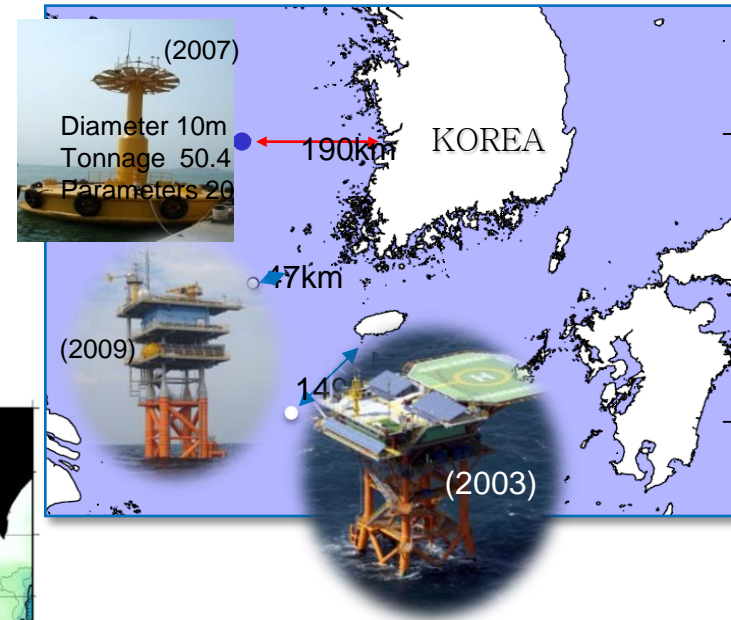 (2007)
Diameter 10m
Tonnage 50.4
Parameters 20
190km
KOREA
47km
(2009)
(2003)
H